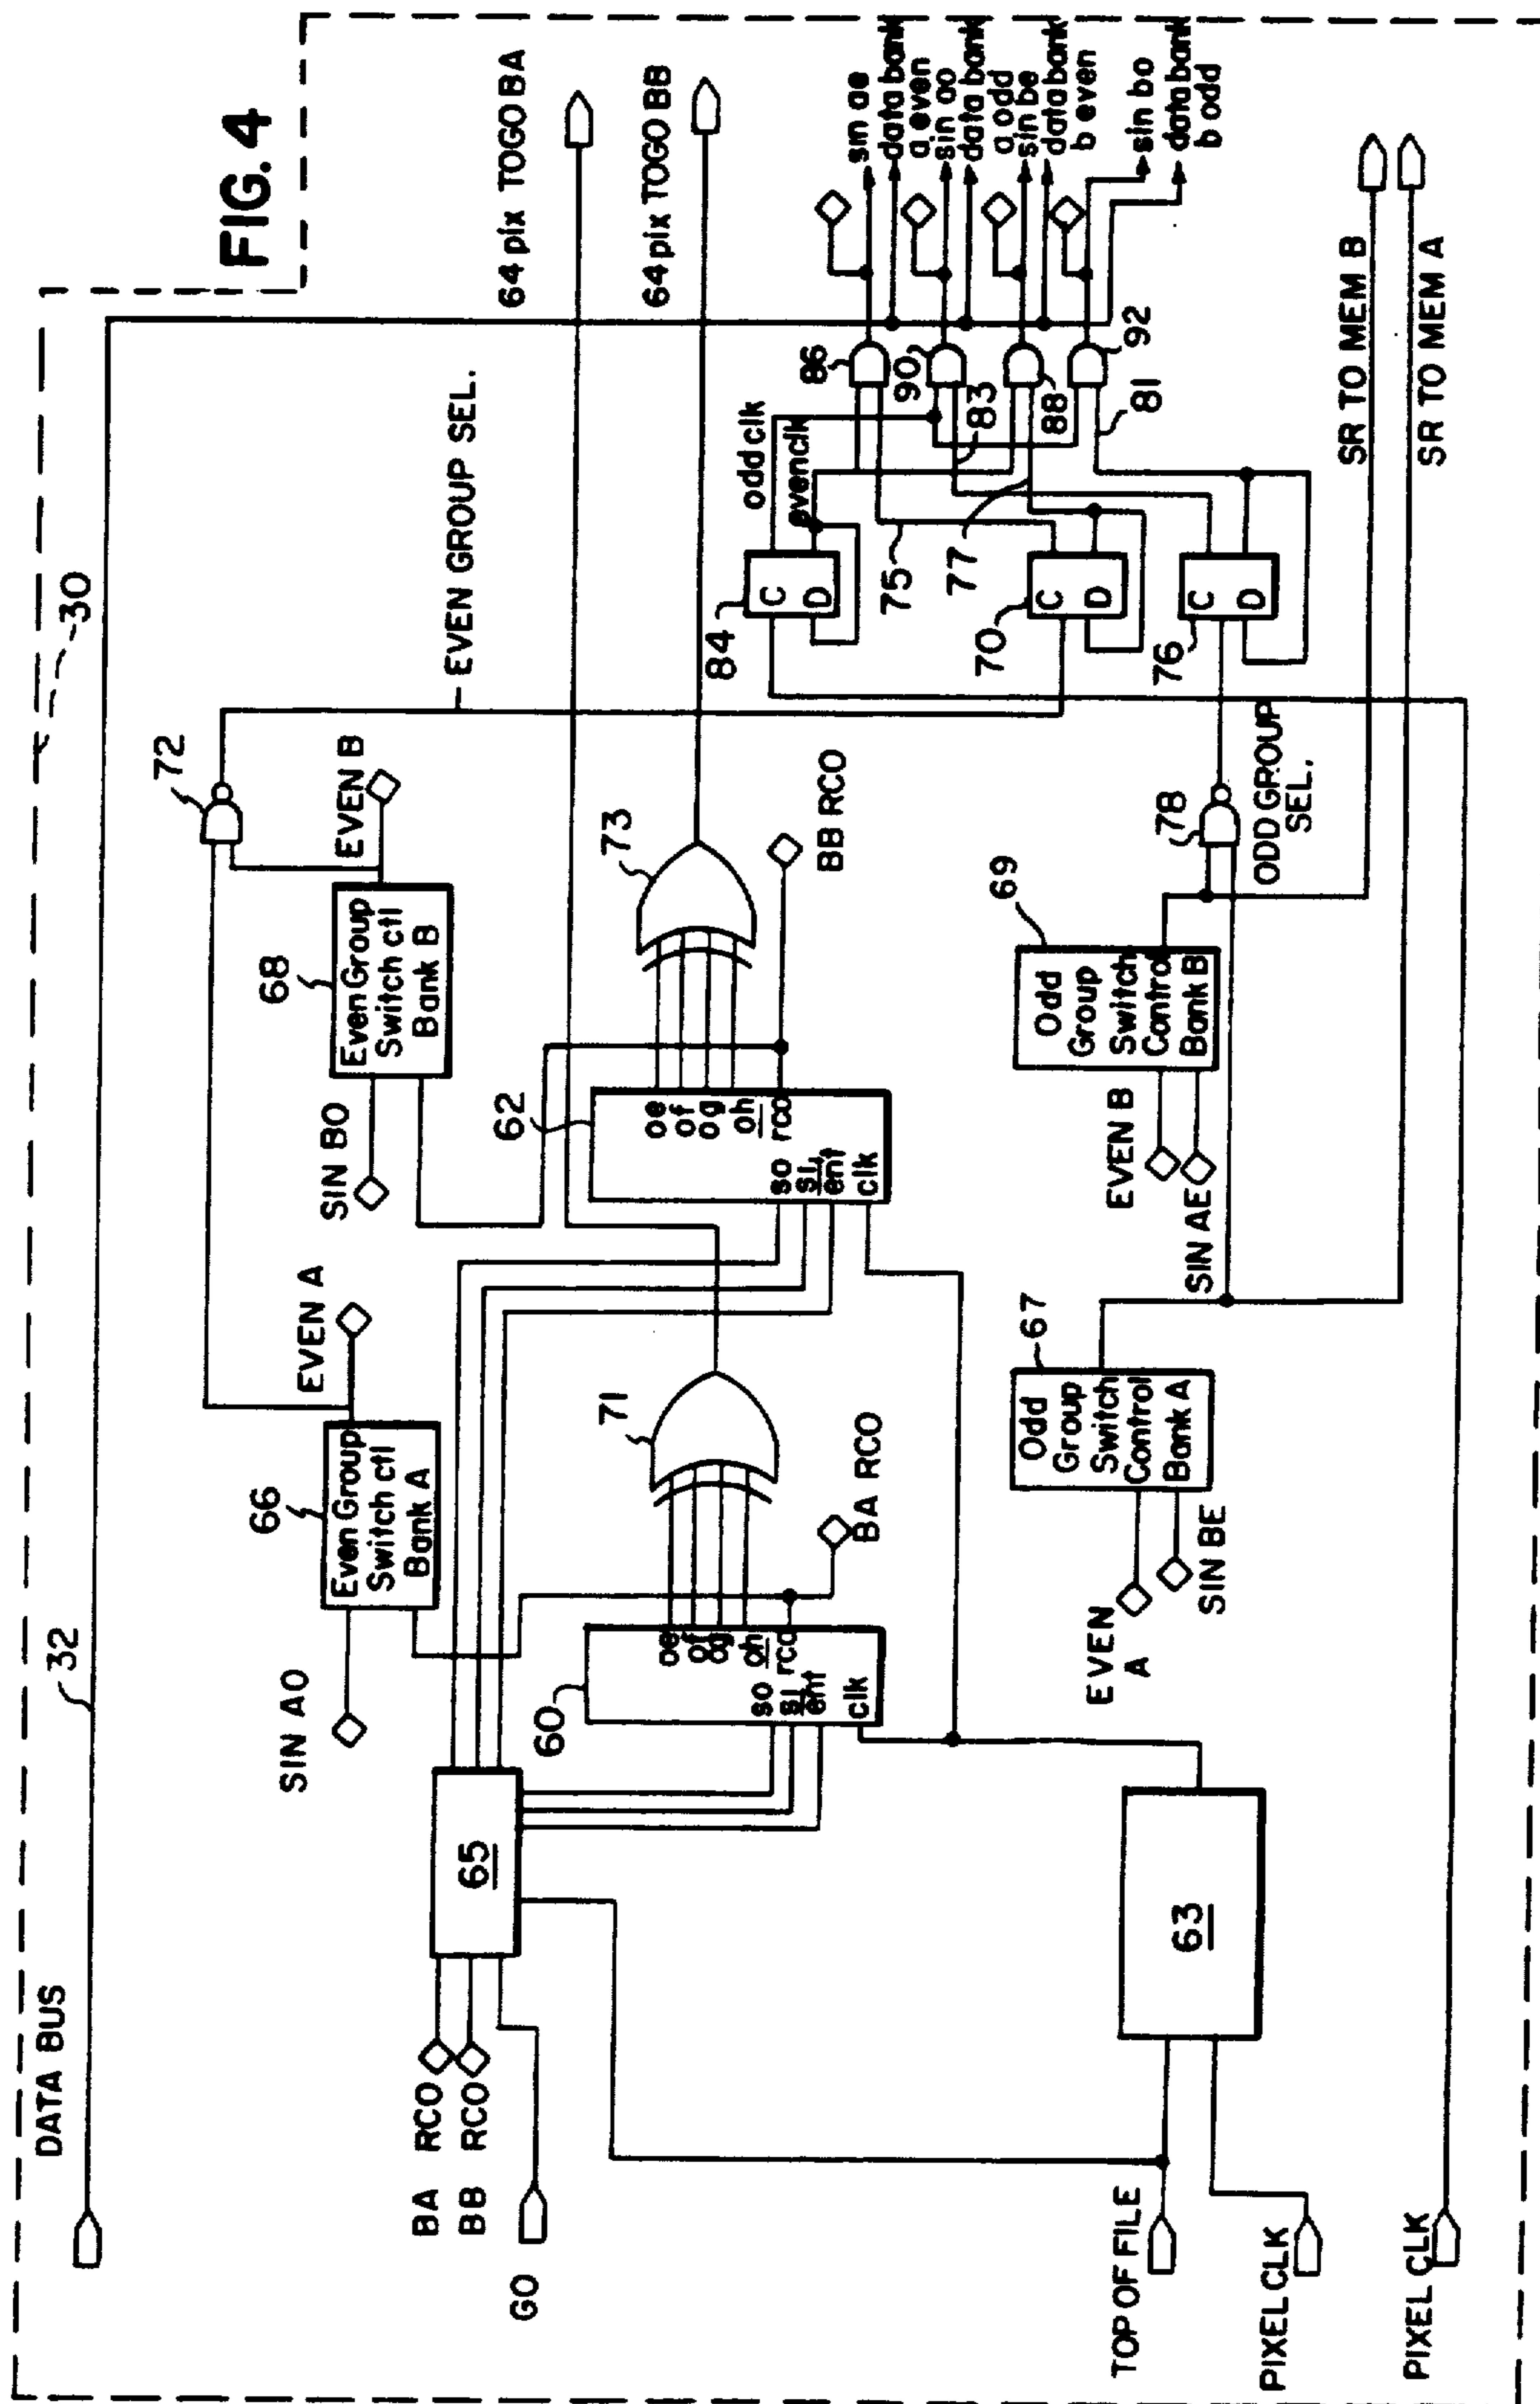 FIG. 4
30
DATA BUS
32
EVEN GROUP SEL.
64 pix TOGO BA
64 pix TOGO BB
72
SIN AO
66
Even Group
Switch ctl
Bank A
EVEN A
SIN BO
68
Even Group
Switch ctl
Bank B
EVEN B
BA RCO
BB RCO
GO
65
60
oe
of
og
oh
rco
so
si
ent
clk
71
BA RCO
62
oe
of
og
oh
rco
so
si
ent
clk
73
BB RCO
84
C
D
odd clk
even clk
75
77
70
C
D
76
C
D
86
90
83
88
92
81
sin ae
data bank
a even
sin ao
data bank
a odd
sin be
data bank
b even
sin bo
data bank
b odd
TOP OF FILE
PIXEL CLK
63
EVEN
A
SIN BE
67
Odd
Group
Switch
Control
Bank A
EVEN B
SIN AE
69
Odd
Group
Switch
Control
Bank B
78
ODD GROUP
SEL.
SR TO MEM B
SR TO MEM A
PIXEL CLK